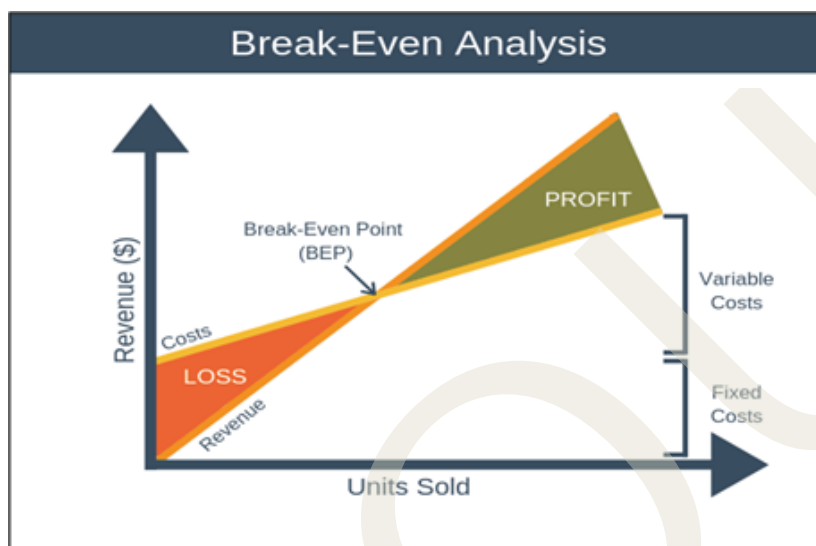 Break-Even Analysis
Revenue ($)
Break-Even Point
(BEP)
PROFIT
Costs
LOSS
Revenue
Variable
Costs
Fixed
Costs
Units Sold